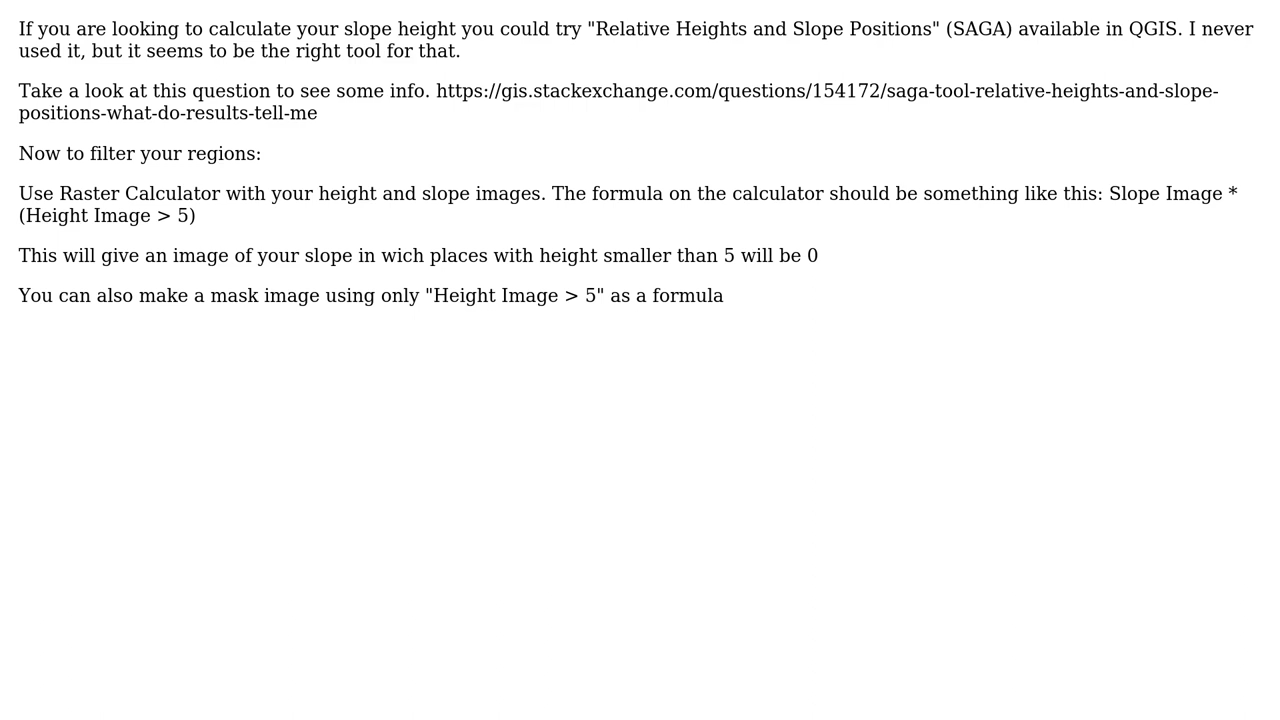 If you are looking to calculate your slope height you could try "Relative Heights and Slope Positions" (SAGA) available in QGIS. I never
used it, but it seems to be the right tool for that.
Take a look at this question to see some info. https://gis.stackexchange.com/questions/154172/saga-tool-relative-heights-and-slope-
positions-what-do-results-tell-me
Now to filter your regions:
Use Raster Calculator with your height and slope images. The formula on the calculator should be something like this: Slope Image *
(Height Image > 5)
This will give an image of your slope in wich places with height smaller than 5 will be 0
You can also make a mask image using only "Height Image > 5" as a formula